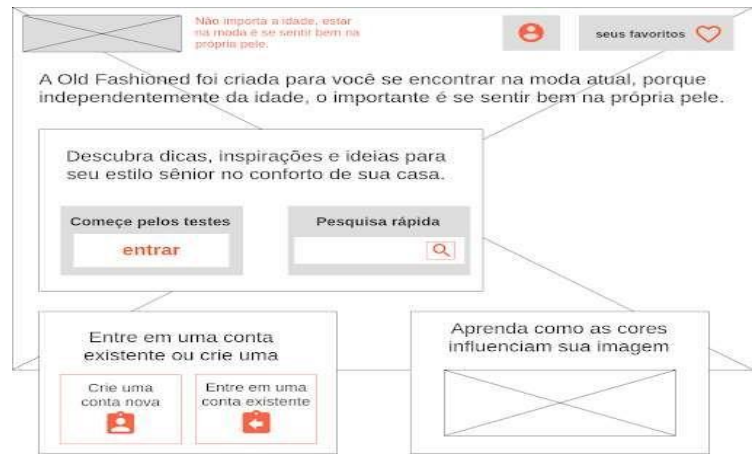 Não importa a idade, estar
na moda é se sentir bem na
própria pele.
seus favoritos
A Old Fashioned foi criada para você se encontrar na moda atual, porque
independentemente da idade, o importante é se sentir bem na própria pele.
Descubra dicas, inspirações e ideias para
seu estilo sênior no conforto de sua casa.
Começe pelos testes
entrar
Pesquisa rápida
Entre em uma conta
existente ou crie uma
Crie uma
conta nova
Entre em uma
conta existente
Aprenda como as cores
influenciam sua imagem